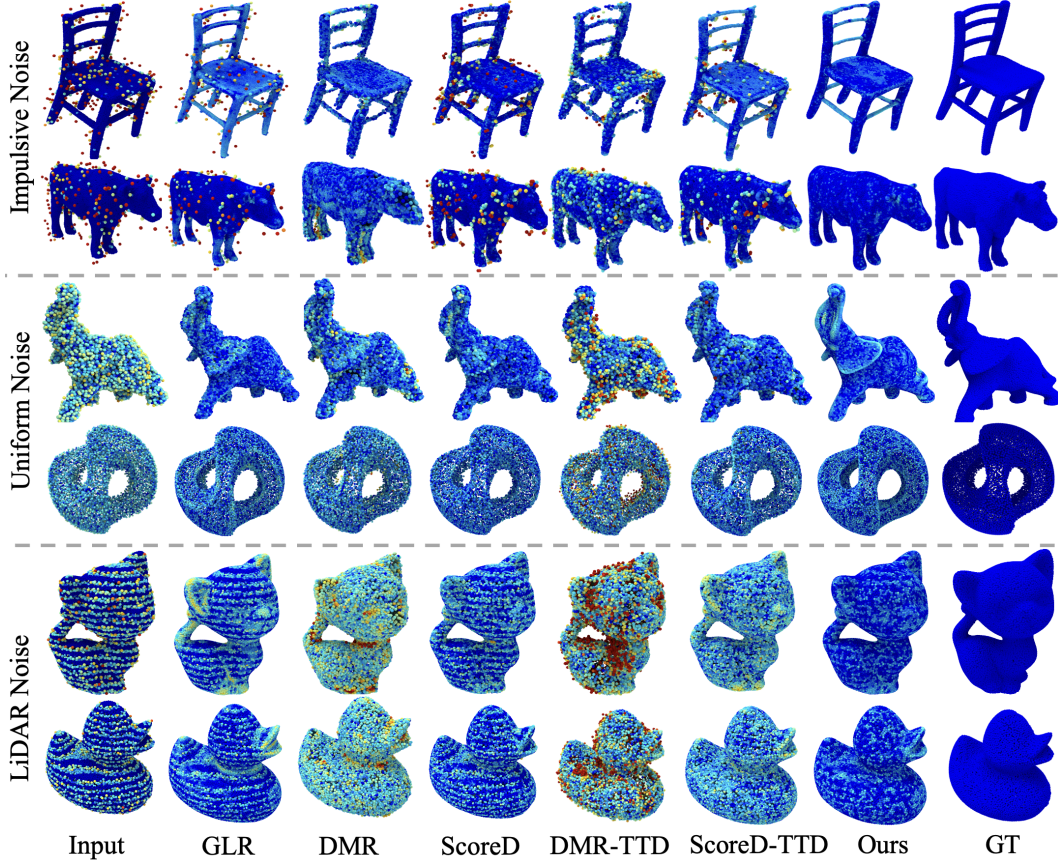 Impulsive Noise
Uniform Noise
LiDAR Noise
Input GLR DMR ScoreD DMR-TTD ScoreD-TTD Ours GT